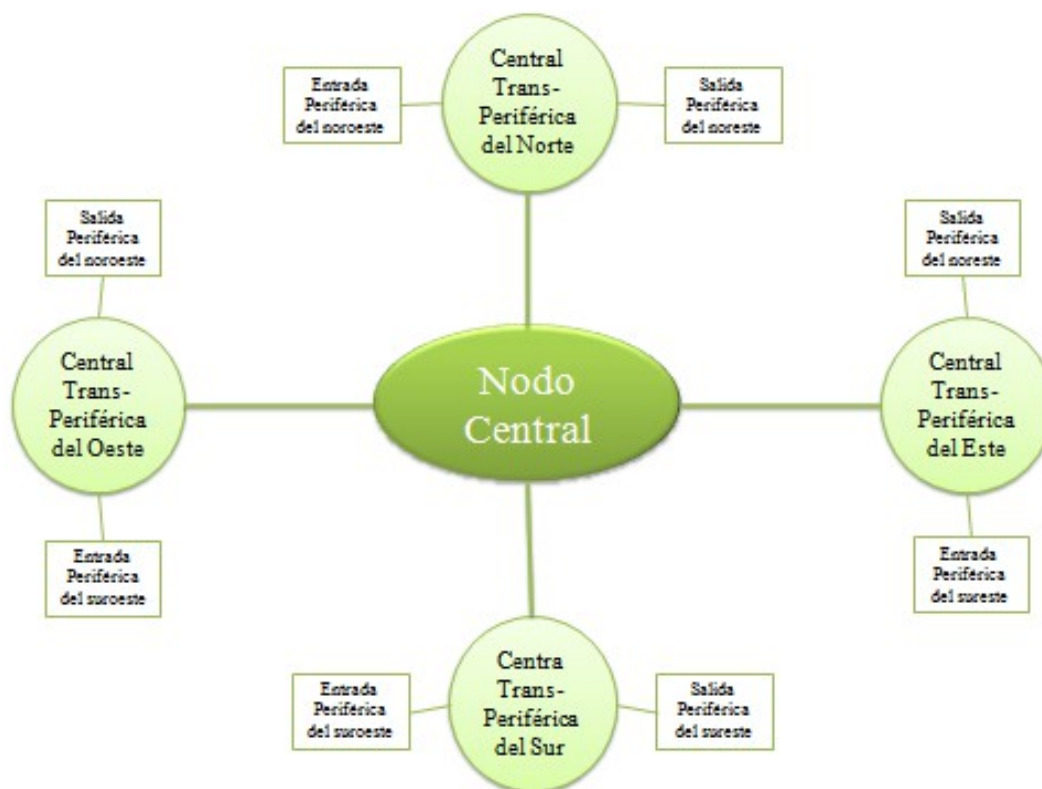 Central
Trans-
Periférica
del Norte
Entrada
Periférica
del noroeste
Salida
Periférica
del noreste
Salida
Periférica
del noroeste
Salida
Periférica
del noreste
Central
Trans-
Periférica
del Oeste
Nodo
Central
Central
Trans-
Periférica
del Este
Entrada
Periférica
del suroeste
Entrada
Periférica
del sureste
Centra
Trans-
Periférica
del Sur
Entrada
Periférica
del suroeste
Salida
Periférica
del sureste